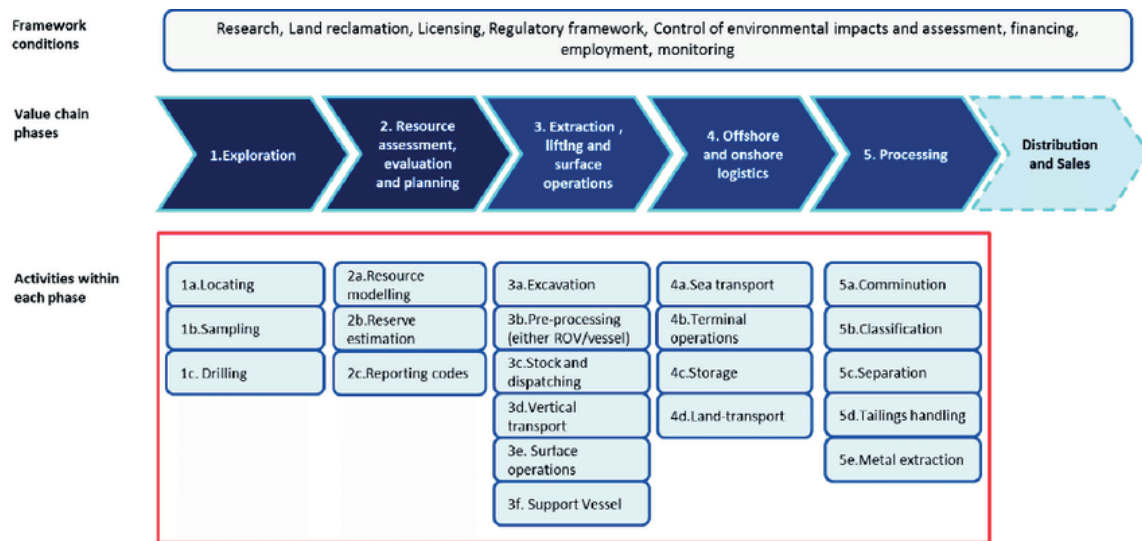 Framework
conditions
Research, Land reclamation, Licensing, Regulatory framework, Control of environmental impacts and assessment, financing,
employment, monitoring
Value chain
phases
1.Exploration
2. Resource
assessment,
evaluation
and planning
3. Extraction ,
lifting and
surface
operations
4. Offshore
and onshore
logistics
5. Processing
Distribution
and Sales
Activities within
each phase
1a.Locating
1b.Sampling
1c. Drilling
2a.Resource
modelling
2b.Reserve
estimation
2c.Reporting codes
3a.Excavation
3b.Pre-processing
(either ROV/vessel)
3c.Stock and
dispatching
3d.Vertical
transport
3e. Surface
operations
3f. Support Vessel
4a.Sea transport
4b.Terminal
operations
4c.Storage
4d.Land-transport
5a.Comminution
5b.Classification
5c.Separation
5d.Tailings handling
5e.Metal extraction